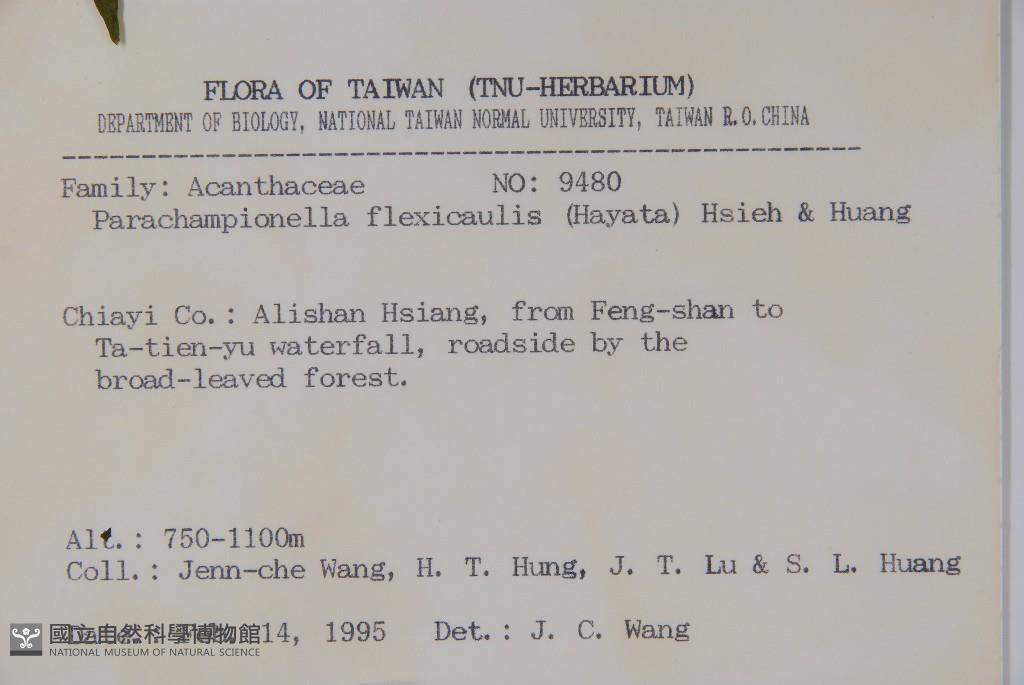 FLORA OF TAIWAN (TNU-HERBARIUM)
DEPARTMENT OF BIOLOGY, NATIONAL TAIWAN NORMAL UNIVERSITY, TAIWAN R.O.CHINA
--------------------------------------------------
Family: Acanthaceae NO: 9480
Parachampionella flexicaulis (Hayata) Hsieh & Huang
Chiayi Co.: Alishan Hsiang, from Feng-shan to
Ta-tien-yu waterfall, roadside by the
broad-leaved forest.
Alt.: 750-1100m
Coll.: Jenn-che Wang, H. T. Hung, J. T. Lu & S. L. Huang
14, 1995 Det.: J. C. Wang
國立自然科學博物館
NATIONAL MUSEUM OF NATURAL SCIENCE